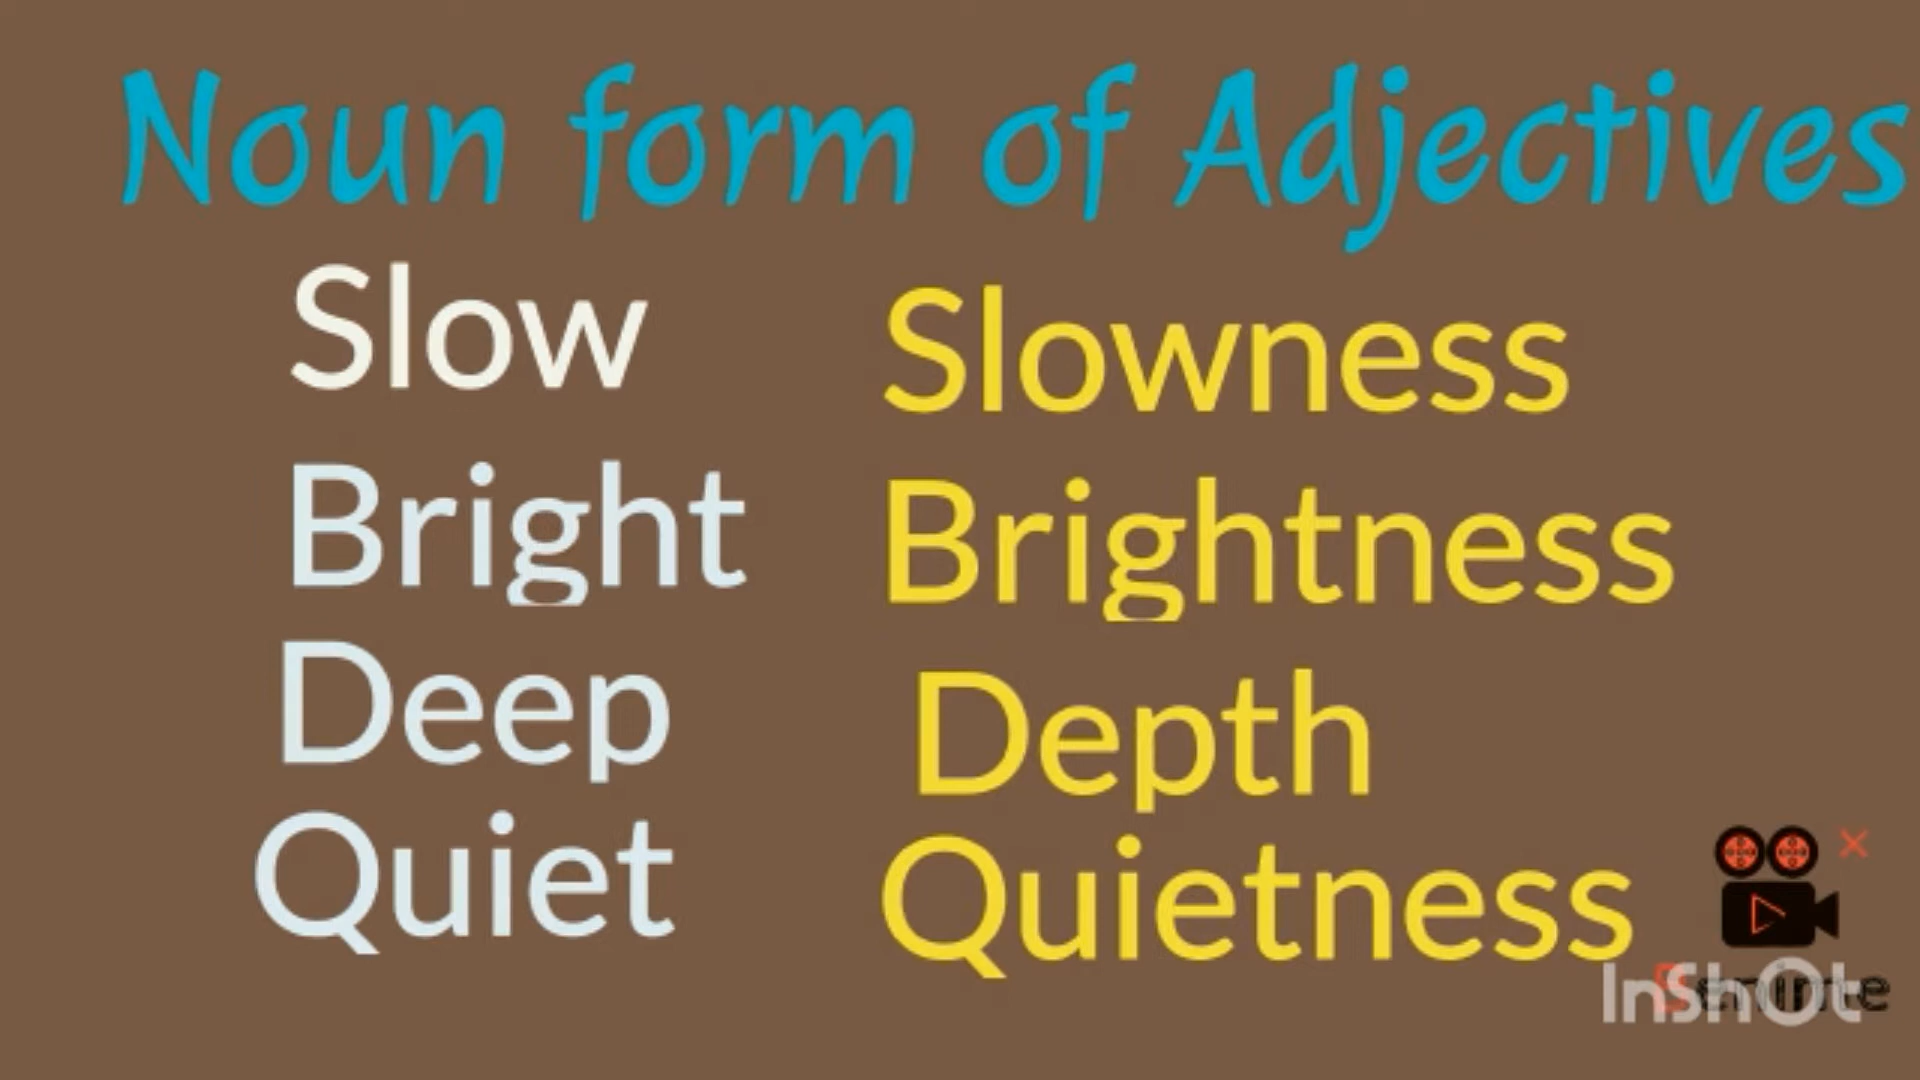 Noun form of Adjectives
Slow Slowness
Bright Brightness
Deep Depth
Quiet Quietness
InShOt